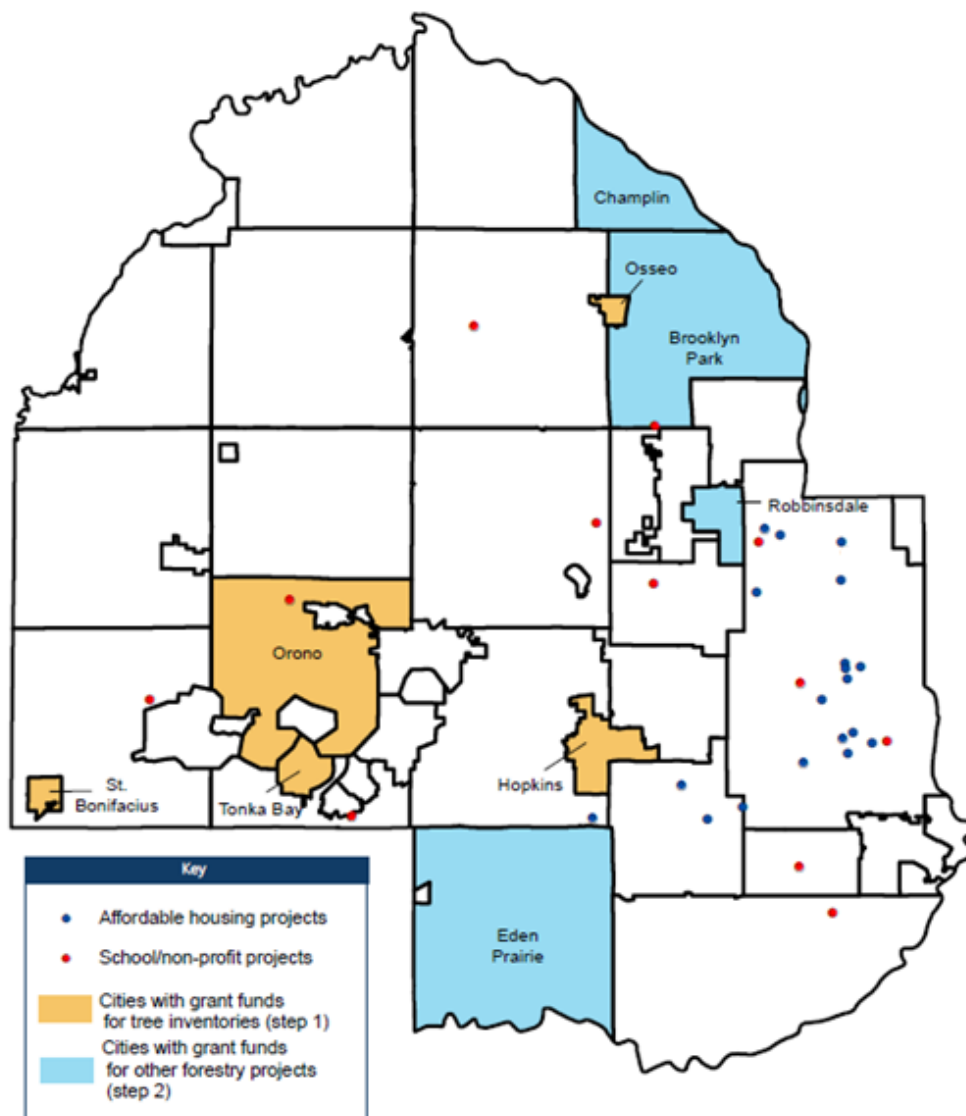 Champlin
Osseo
Brooklyn
Park
Robbinsdale
Orono
St.
Bonifacius
Tonka Bay
Hopkins
Eden
Prairie
Key
Affordable housing projects
School/non-profit projects
Cities with grant funds
for tree inventories (step 1)
Cities with grant funds
for other forestry projects
(step 2)